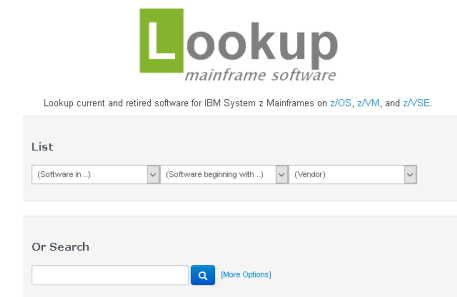 Lookup
mainframe software
Lookup current and retired software for IBM System z Mainframes on z/OS, z/VM, and z/VSE.
List
(Software in ..) (Software beginning with ..) (Vendor)
Or Search
[More Options]